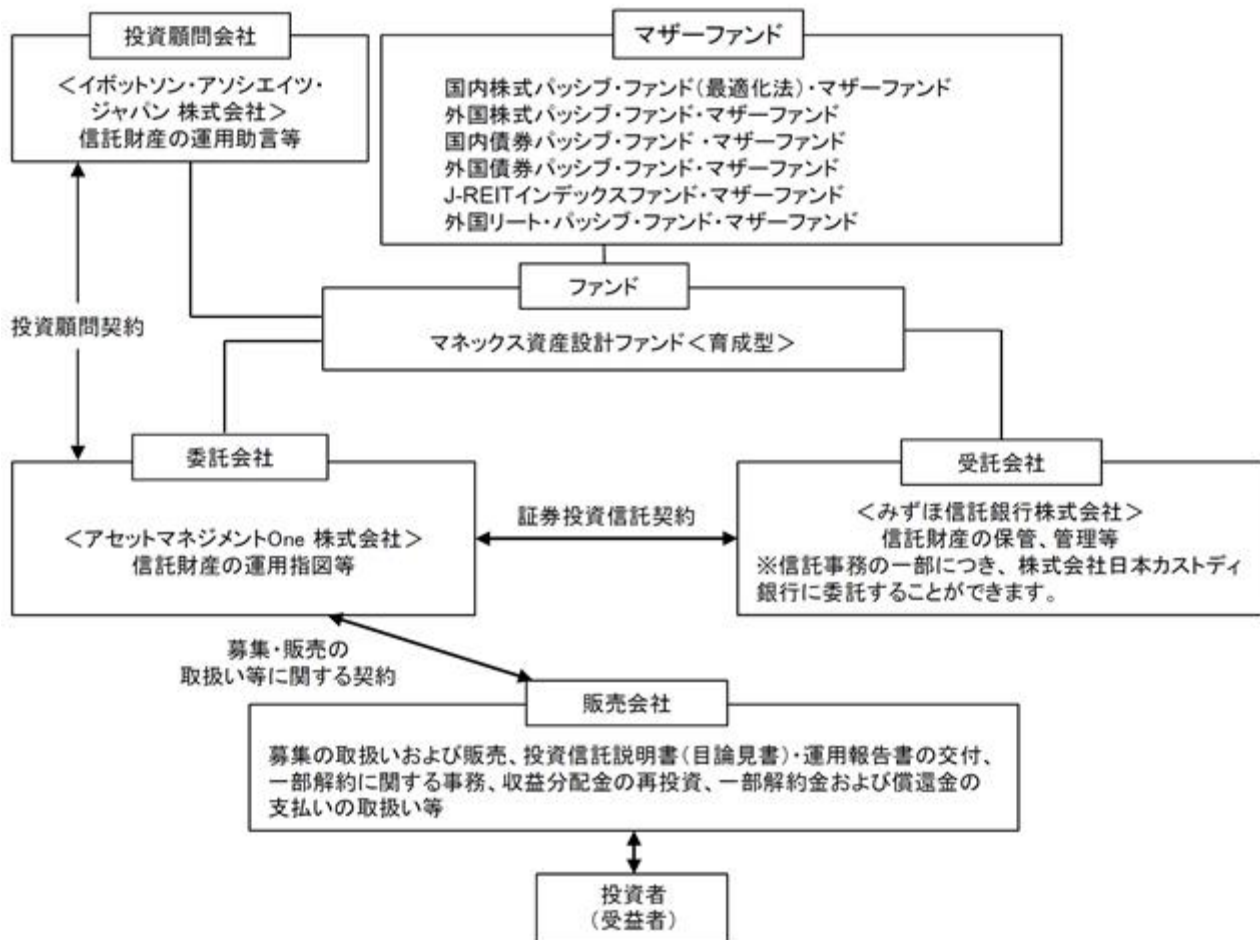 投資顧問会社
<イボットソン・アソシエイツ・
ジャパン 株式会社>
信託財産の運用助言等
マザーファンド
国内株式パッシブ・ファンド(最適化法)・マザーファンド
外国株式パッシブ・ファンド・マザーファンド
国内債券パッシブ・ファンド ・マザーファンド
外国債券パッシブ・ファンド・マザーファンド
J-REITインデックスファンド・マザーファンド
外国リート・パッシブ・ファンド・マザーファンド
ファンド
マネックス資産設計ファンド<育成型>
投資顧問契約
委託会社
<アセットマネジメントOne 株式会社>
信託財産の運用指図等
証券投資信託契約
受託会社
<みずほ信託銀行株式会社>
信託財産の保管、管理等
※信託事務の一部につき、株式会社日本カストディ
銀行に委託することができます。
募集・販売の
取扱い等に関する契約
販売会社
募集の取扱いおよび販売、投資信託説明書(目論見書)・運用報告書の交付、
一部解約に関する事務、収益分配金の再投資、一部解約金および償還金の
支払いの取扱い等
投資者
(受益者)